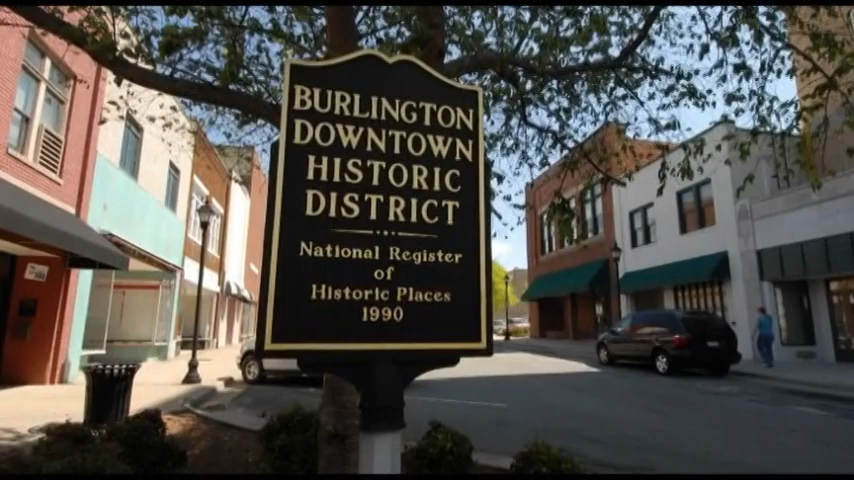 BURLINGTON
DOWNTOWN
HISTORIC
DISTRICT
National Register
of
Historic Places
1990